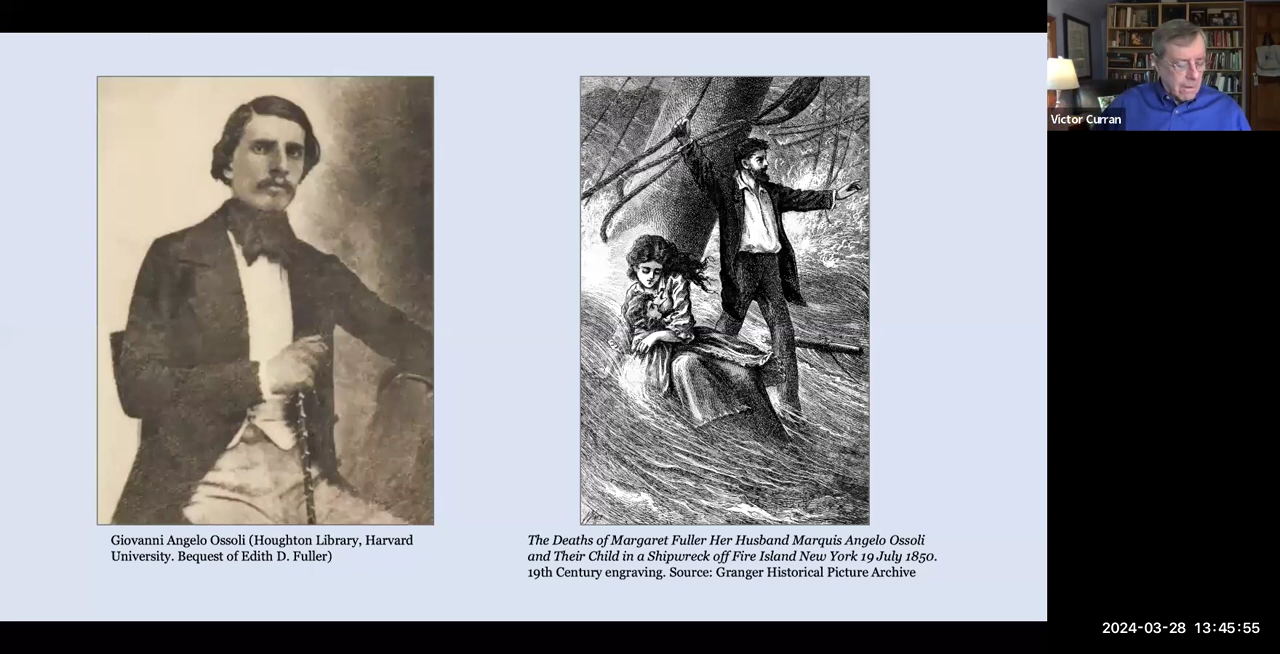 Victor Curran
Giovanni Angelo Ossoli (Houghton Library, Harvard
University. Bequest of Edith D. Fuller)
The Deaths of Margaret Fuller Her Husband Marquis Angelo Ossoli
and Their Child in a Shipwreck off Fire Island New York 19 July 1850.
19th Century engraving. Source: Granger Historical Picture Archive
2024-03-28 13:45:55